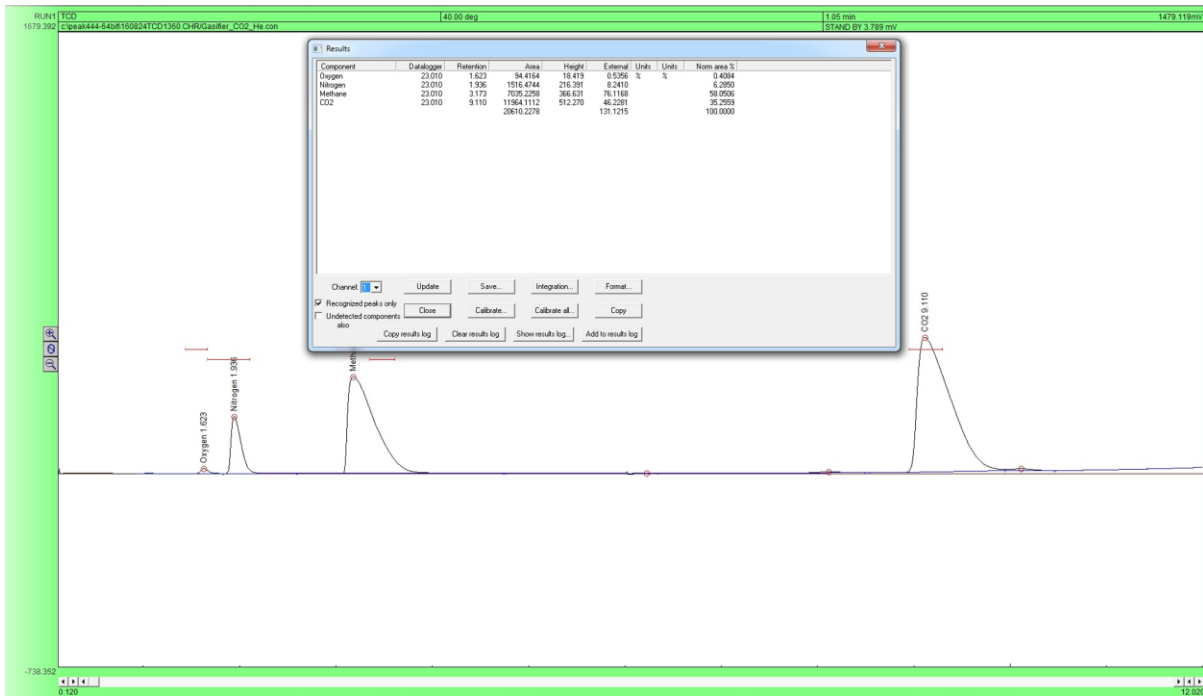 RUN1 TCD 40.00 deg 1.05 min 1479.119mV
1679.392 c:\peak444-64bit\160824TCD1360.CHR/Gasifier_CO2_He.con STAND BY 3.789 mV
Results
Component Datalogger Retention Area Height External Units Units Norm area %
Oxygen 23.010 1.623 94.4164 18.419 0.5356 % % 0.4084
Nitrogen 23.010 1.936 1516.4744 216.391 8.2410 6.2850
Methane 23.010 3.173 7035.2258 366.631 76.1168 58.0506
CO2 23.010 9.110 11964.1112 512.270 46.2281 35.2559
20610.2278 131.1215 100.0000
Channel: 1 Update Save... Integration... Format...
Recognized peaks only
Close Calibrate... Calibrate all... Copy
Undetected components
also
Copy results log Clear results log Show results log... Add to results log
Oxygen 1.623
Nitrogen 1.936
Meth
CO2 9.110
-738.352
0.120 12.020